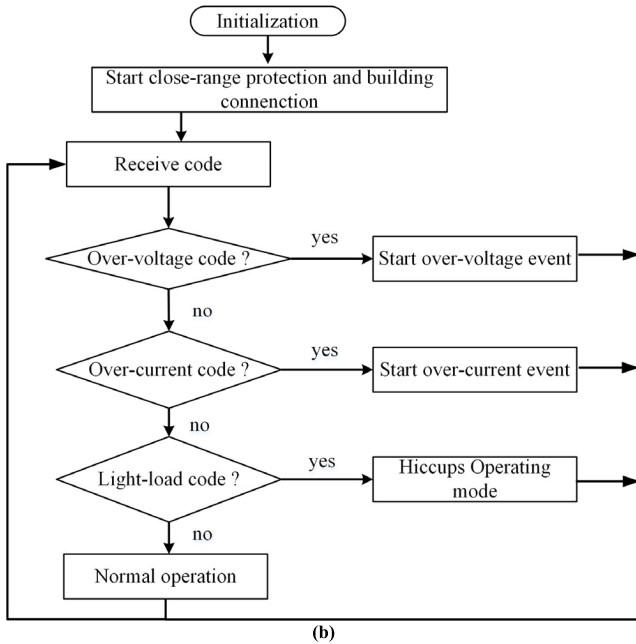 Initialization
Start close-range protection and building
connenction
Receive code
Over-voltage code ?
yes
Start over-voltage event
no
Over-current code ?
yes
Start over-current event
no
Light-load code ?
yes
Hiccups Operating
mode
no
Normal operation
(b)